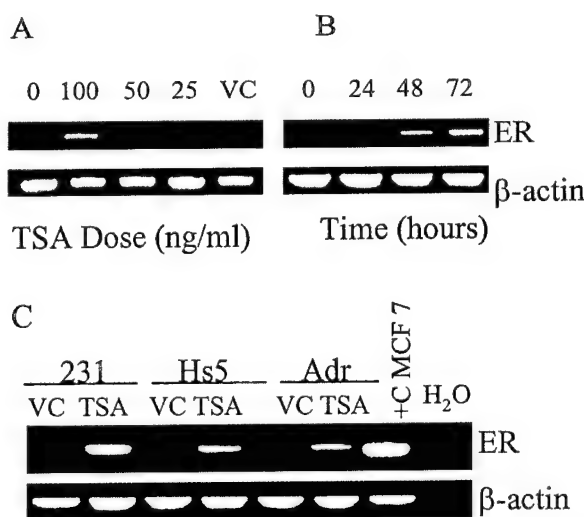 A
0 100 50 25 VC
TSA Dose (ng/ml)
B
0 24 48 72
ER
β-actin
Time (hours)
C
231 Hs5 Adr
VC TSA VC TSA VC TSA +C MCF 7 H₂O
ER
β-actin